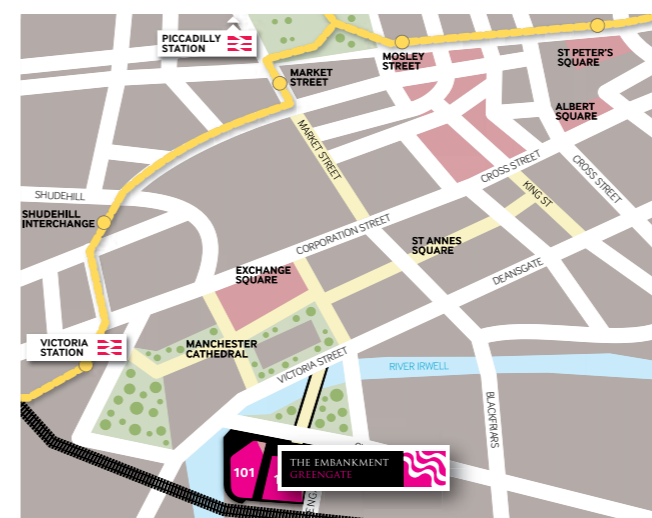 PICCADILLY
STATION
MOSLEY
STREET
ST PETER'S
SQUARE
MARKET
STREET
ALBERT
SQUARE
MARKET STREET
CROSS STREET
CROSS STREET
KING ST
SHUDEHILL
SHUDEHILL
INTERCHANGE
CORPORATION STREET
ST ANNES
SQUARE
DEANSGATE
EXCHANGE
SQUARE
VICTORIA
STATION
MANCHESTER
CATHEDRAL
VICTORIA STREET
RIVER IRWELL
BLACKFRIARS
101
THE EMBANKMENT
GREENGATE